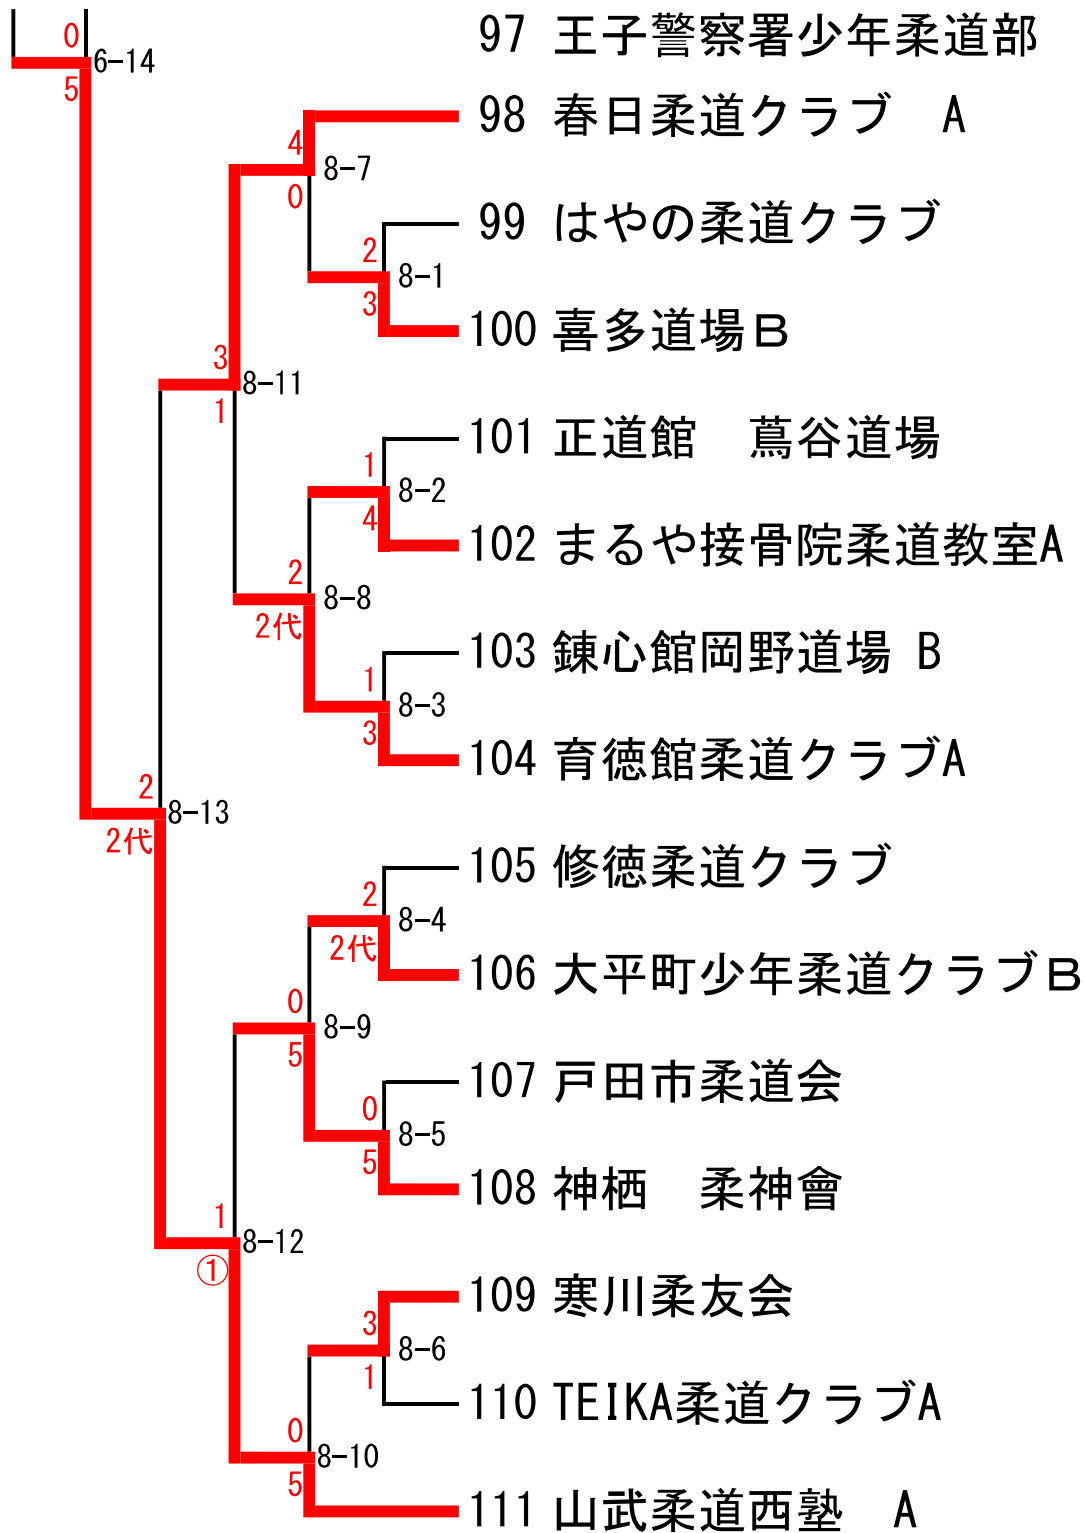 97 王子警察署少年柔道部
0
6-14
5
98 春日柔道クラブ　A
4
8-7
0
99 はやの柔道クラブ
2
8-1
3
100 喜多道場B
3
8-11
1
101 正道館　蔦谷道場
1
8-2
4
102 まるや接骨院柔道教室A
2
8-8
2代
103 錬心館岡野道場 B
1
8-3
3
104 育徳館柔道クラブA
2
8-13
2代
105 修徳柔道クラブ
2
8-4
2代
106 大平町少年柔道クラブB
0
8-9
5
107 戸田市柔道会
0
8-5
5
108 神栖　柔神會
1
8-12
①
109 寒川柔友会
3
8-6
1
110 TEIKA柔道クラブA
0
8-10
5
111 山武柔道西塾　A